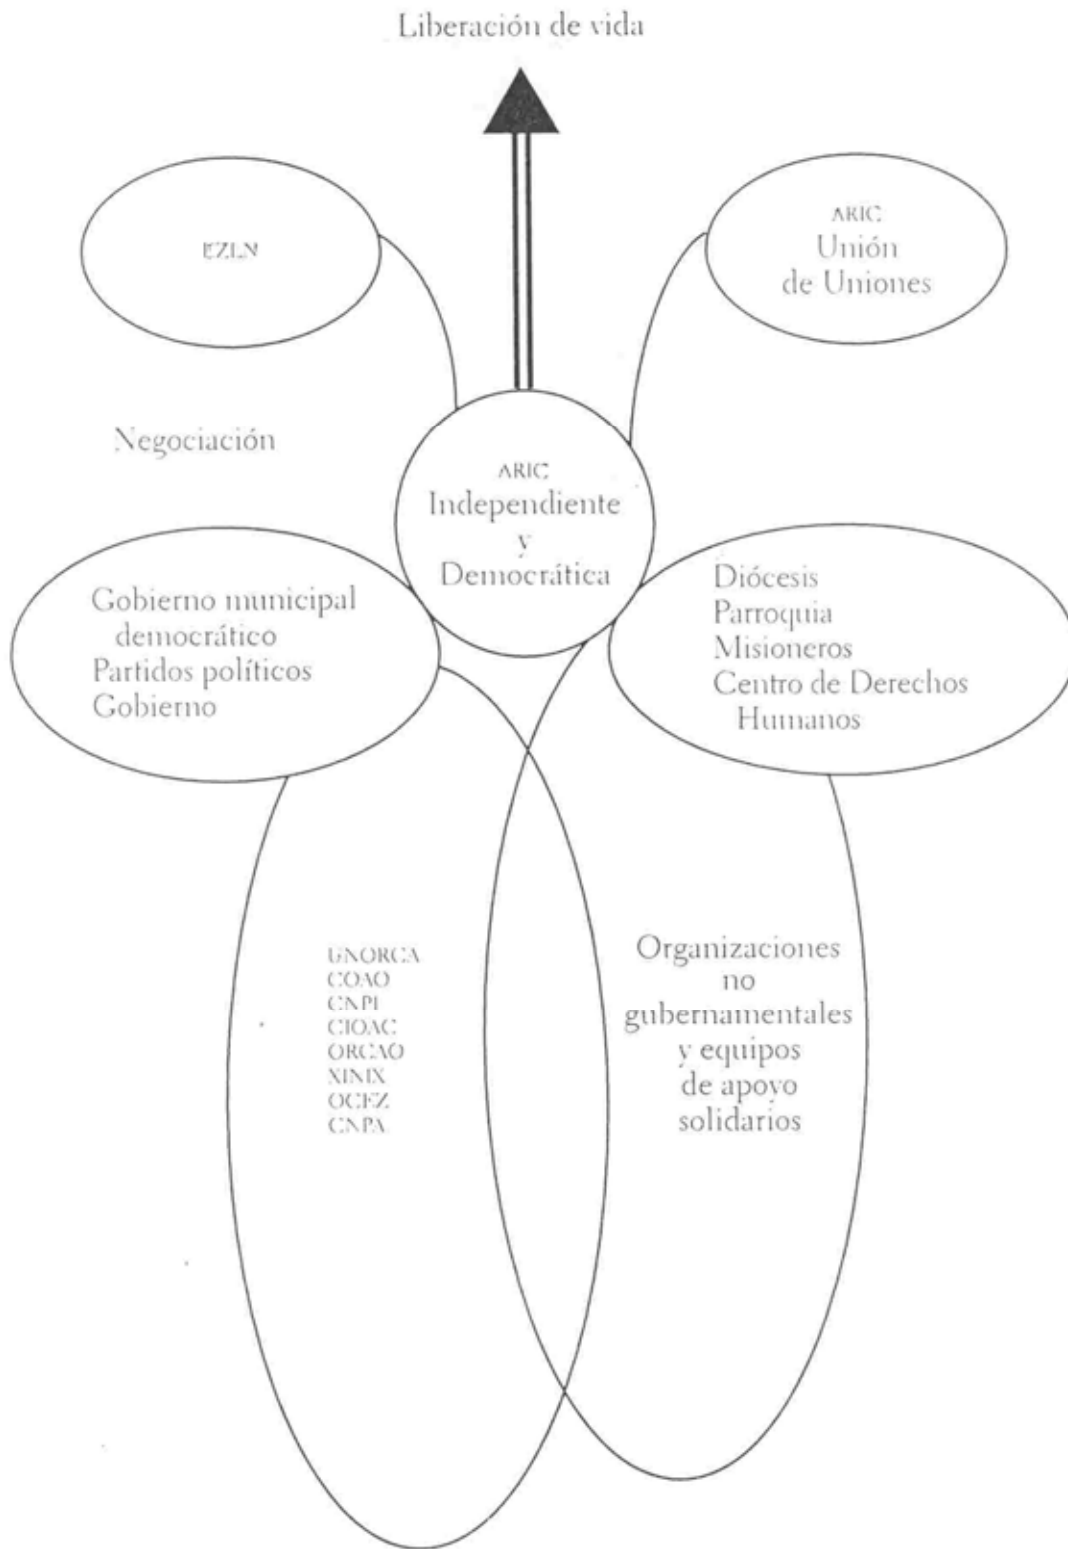 Liberación de vida
EZLN
ARIC
Unión
de Uniones
Negociación
ARIC
Independiente
y
Democrática
Gobierno municipal
democrático
Partidos políticos
Gobierno
Diócesis
Parroquia
Misioneros
Centro de Derechos
Humanos
UNORCA
COAO
CNPI
CIOAC
ORCAO
XINIX
OCEZ
CNPA
Organizaciones
no
gubernamentales
y equipos
de apoyo
solidarios